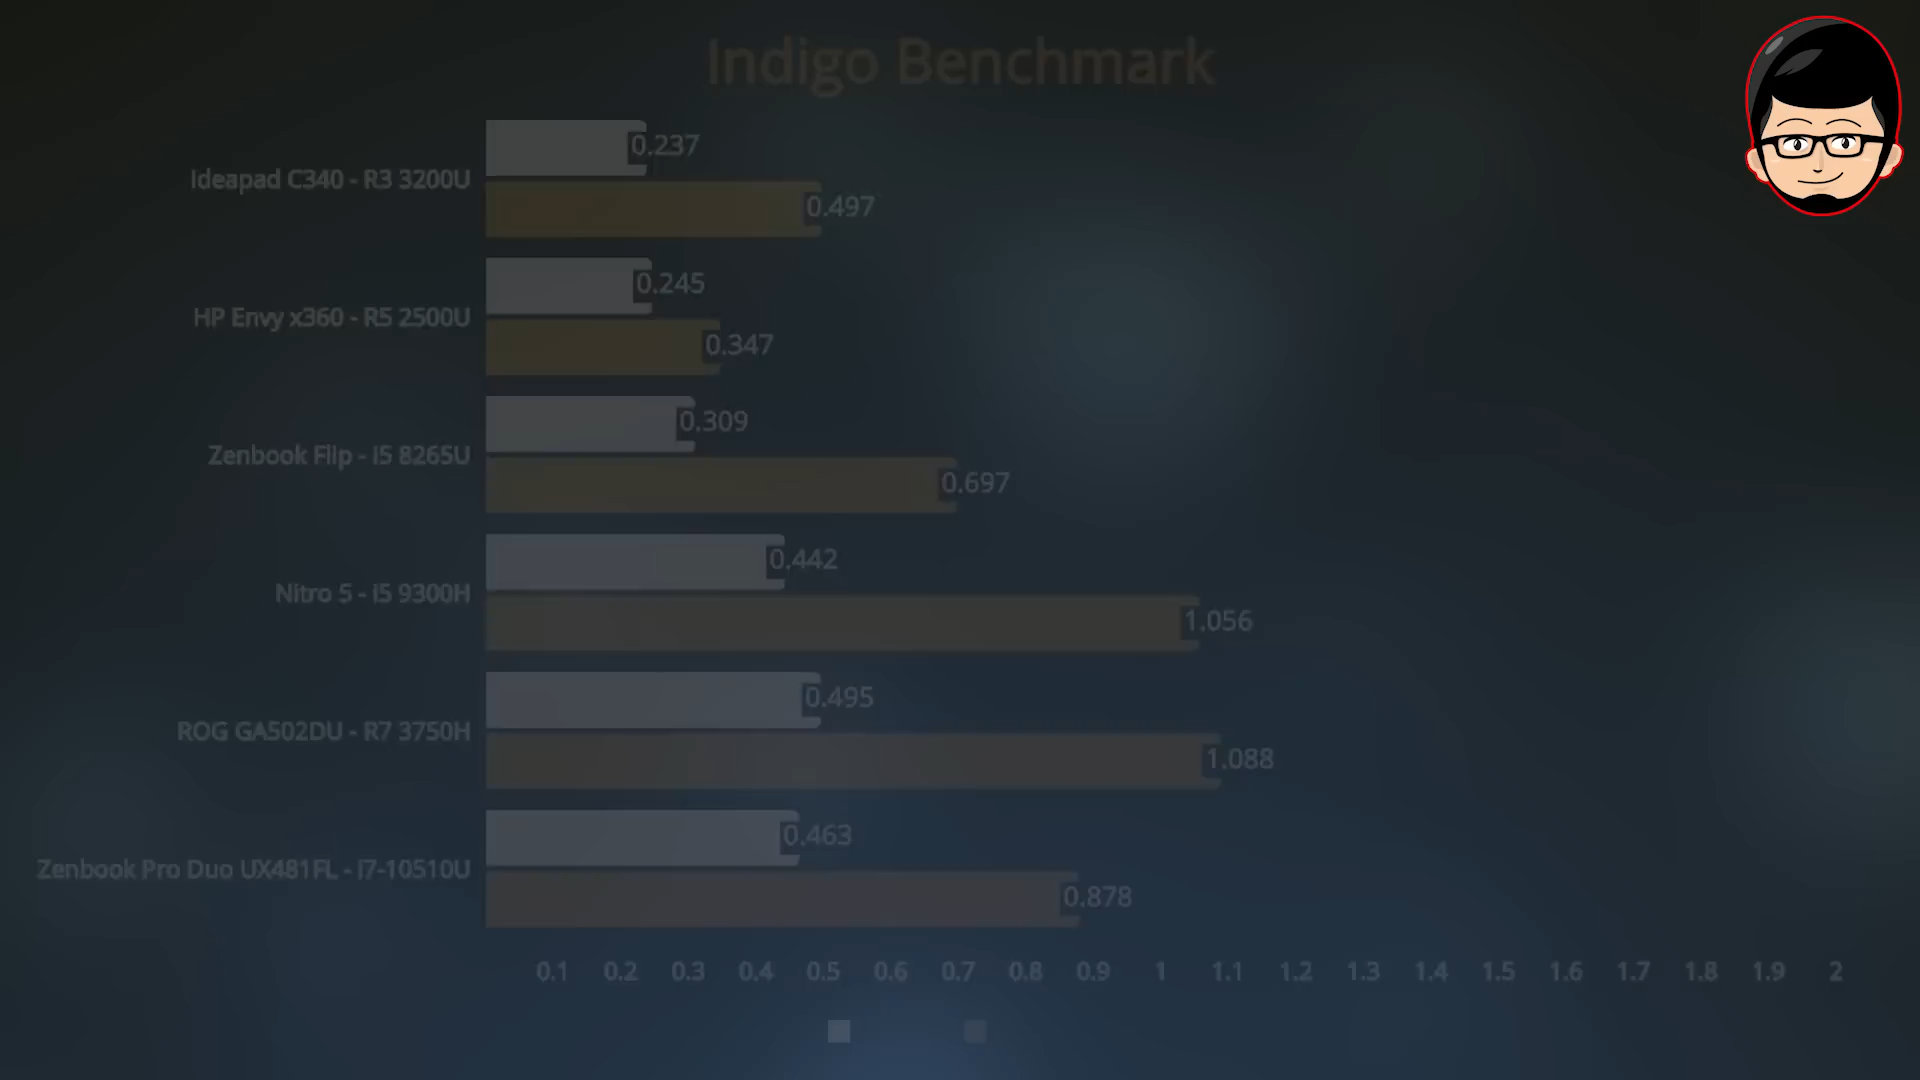 Indigo Benchmark
Ideapad C340 - R3 3200U
0.237
0.497
HP Envy x360 - R5 2500U
0.245
0.347
Zenbook Flip - i5 8265U
0.309
0.697
Nitro 5 - i5 9300H
0.442
1.056
ROG GA502DU - R7 3750H
0.495
1.088
Zenbook Pro Duo UX481FL - i7-10510U
0.463
0.878
0.1 0.2 0.3 0.4 0.5 0.6 0.7 0.8 0.9 1 1.1 1.2 1.3 1.4 1.5 1.6 1.7 1.8 1.9 2